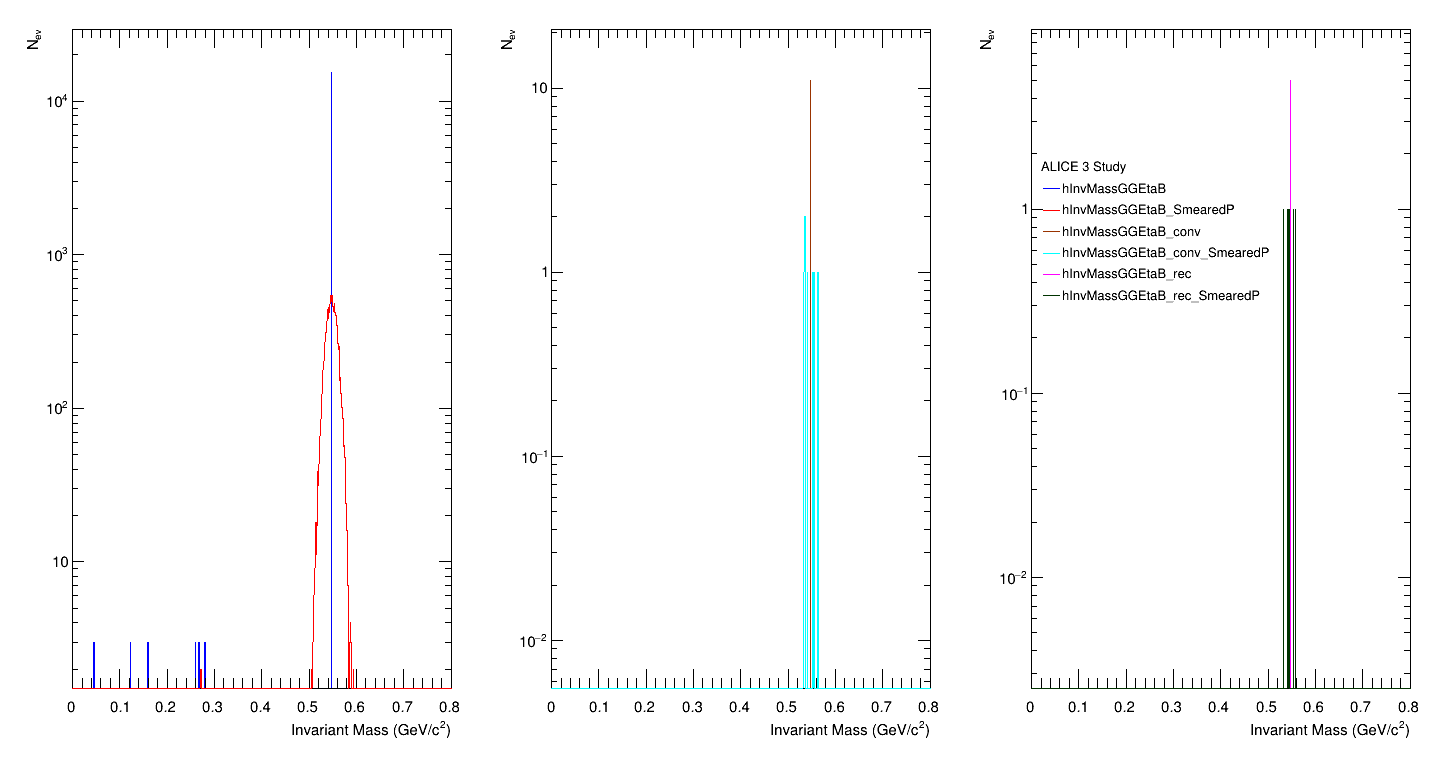 N_ev
10^4
10^3
10^2
10
0 0.1 0.2 0.3 0.4 0.5 0.6 0.7 0.8
Invariant Mass (GeV/c^2)
N_ev
10
1
10^−1
10^−2
0 0.1 0.2 0.3 0.4 0.5 0.6 0.7 0.8
Invariant Mass (GeV/c^2)
N_ev
1
10^−1
10^−2
ALICE 3 Study
hInvMassGGEtaB
hInvMassGGEtaB_SmearedP
hInvMassGGEtaB_conv
hInvMassGGEtaB_conv_SmearedP
hInvMassGGEtaB_rec
hInvMassGGEtaB_rec_SmearedP
0 0.1 0.2 0.3 0.4 0.5 0.6 0.7 0.8
Invariant Mass (GeV/c^2)